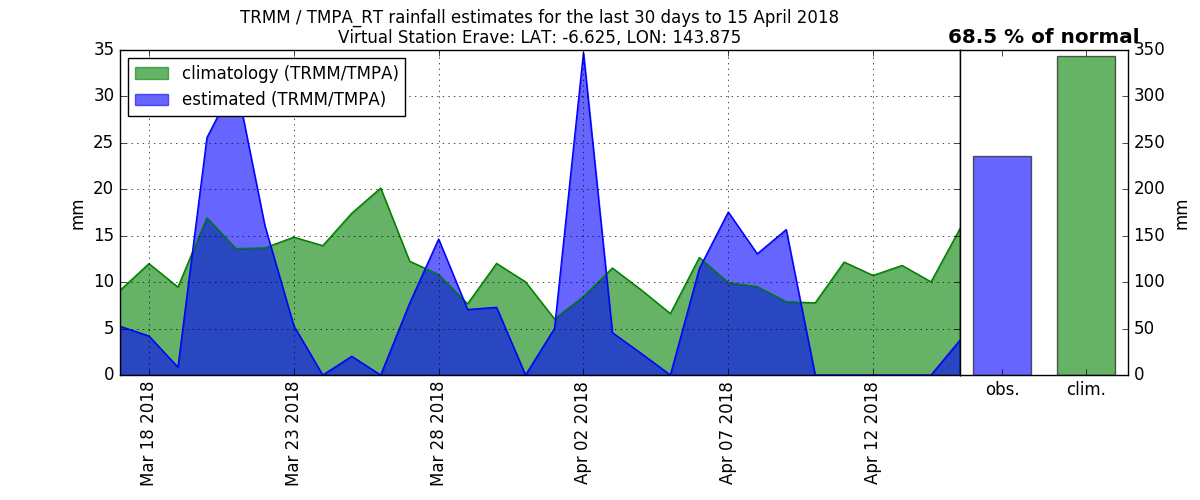 TRMM / TMPA_RT rainfall estimates for the last 30 days to 15 April 2018
Virtual Station Erave: LAT: -6.625, LON: 143.875
68.5 % of normal
climatology (TRMM/TMPA)
estimated (TRMM/TMPA)
35
30
25
20
15
10
5
0
mm
Mar 18 2018
Mar 23 2018
Mar 28 2018
Apr 02 2018
Apr 07 2018
Apr 12 2018
obs.
clim.
350
300
250
200
150
100
50
0
mm